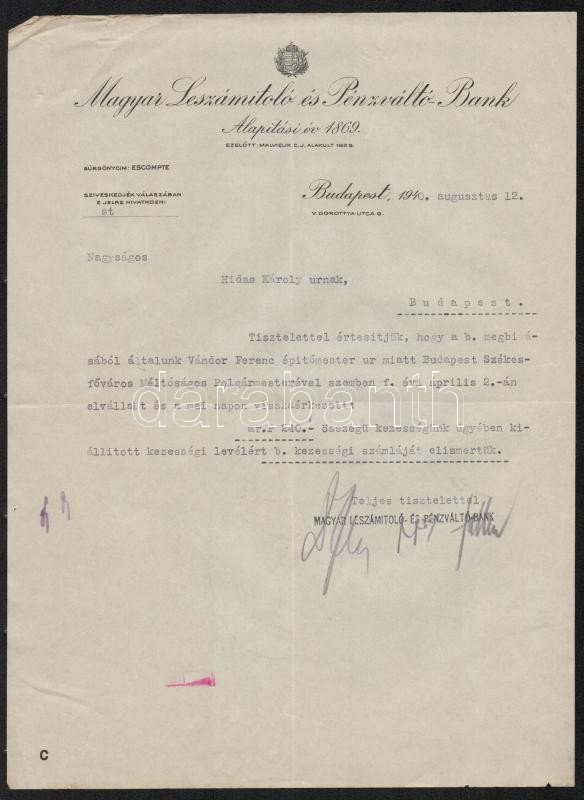 Magyar Leszámitoló és Pénzváltó-Bank
Alapitási év 1869.
EZELŐTT: MALVIEUX C.J. ALAKULT 1829.
SÜRGÖNYCIM: ESCOMPTE
SZIVESKEDJÉK VÁLASZÁBAN
E JELRE HIVATKOZNI
st
Budapest, 1940. augusztus 12.
V. DOROTTYA-UTCA 6.
Nagyságos
Hidas Károly urnak,
Budapest.
Tisztelettel értesitjük, hogy a b. megbizá-
sából általunk Vándor Ferenc épitőmester ur miatt Budapest Székes-
főváros Méltóságos Polgármesterével szemben f. évi április 2.-án
elvállalt és a mai napon visszaérkezett
ar.P 240.- összegü kezességünk ügyében ki-
állitott kezességi levélért b. kezességi számláját elismertük.
Teljes tisztelettel
MAGYAR LESZÁMITOLÓ- ÉS PÉNZVÁLTÓ-BANK
C
darabanth